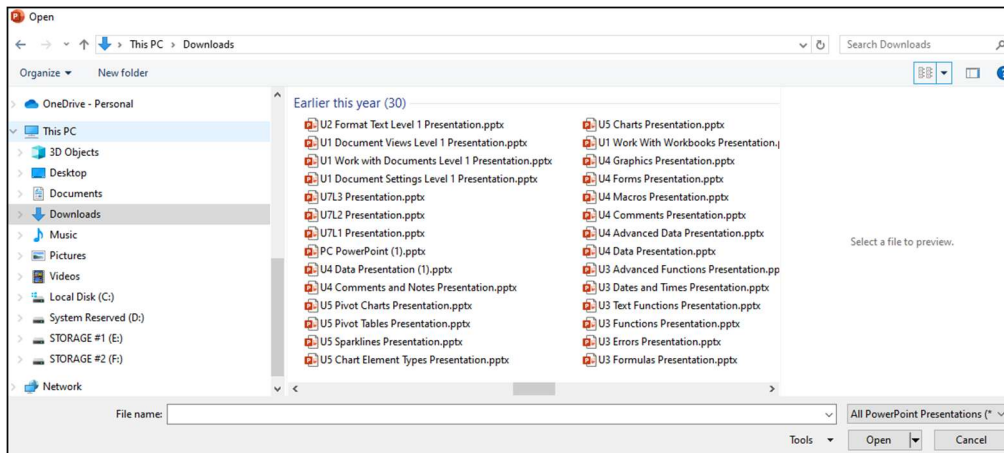 Open
This PC > Downloads
Search Downloads
Organize
New folder
OneDrive - Personal
This PC
3D Objects
Desktop
Documents
Downloads
Music
Pictures
Videos
Local Disk (C:)
System Reserved (D:)
STORAGE #1 (E:)
STORAGE #2 (F:)
Network
Earlier this year (30)
U2 Format Text Level 1 Presentation.pptx
U1 Document Views Level 1 Presentation.pptx
U1 Work with Documents Level 1 Presentation.pptx
U1 Document Settings Level 1 Presentation.pptx
U7L3 Presentation.pptx
U7L2 Presentation.pptx
U7L1 Presentation.pptx
PC PowerPoint (1).pptx
U4 Data Presentation (1).pptx
U4 Comments and Notes Presentation.pptx
U5 Pivot Charts Presentation.pptx
U5 Pivot Tables Presentation.pptx
U5 Sparklines Presentation.pptx
U5 Chart Element Types Presentation.pptx
U5 Charts Presentation.pptx
U1 Work With Workbooks Presentation.
U4 Graphics Presentation.pptx
U4 Forms Presentation.pptx
U4 Macros Presentation.pptx
U4 Comments Presentation.pptx
U4 Advanced Data Presentation.pptx
U4 Data Presentation.pptx
U3 Advanced Functions Presentation.pp
U3 Dates and Times Presentation.pptx
U3 Text Functions Presentation.pptx
U3 Functions Presentation.pptx
U3 Errors Presentation.pptx
U3 Formulas Presentation.pptx
Select a file to preview.
File name:
All PowerPoint Presentations (*
Tools
Open
Cancel